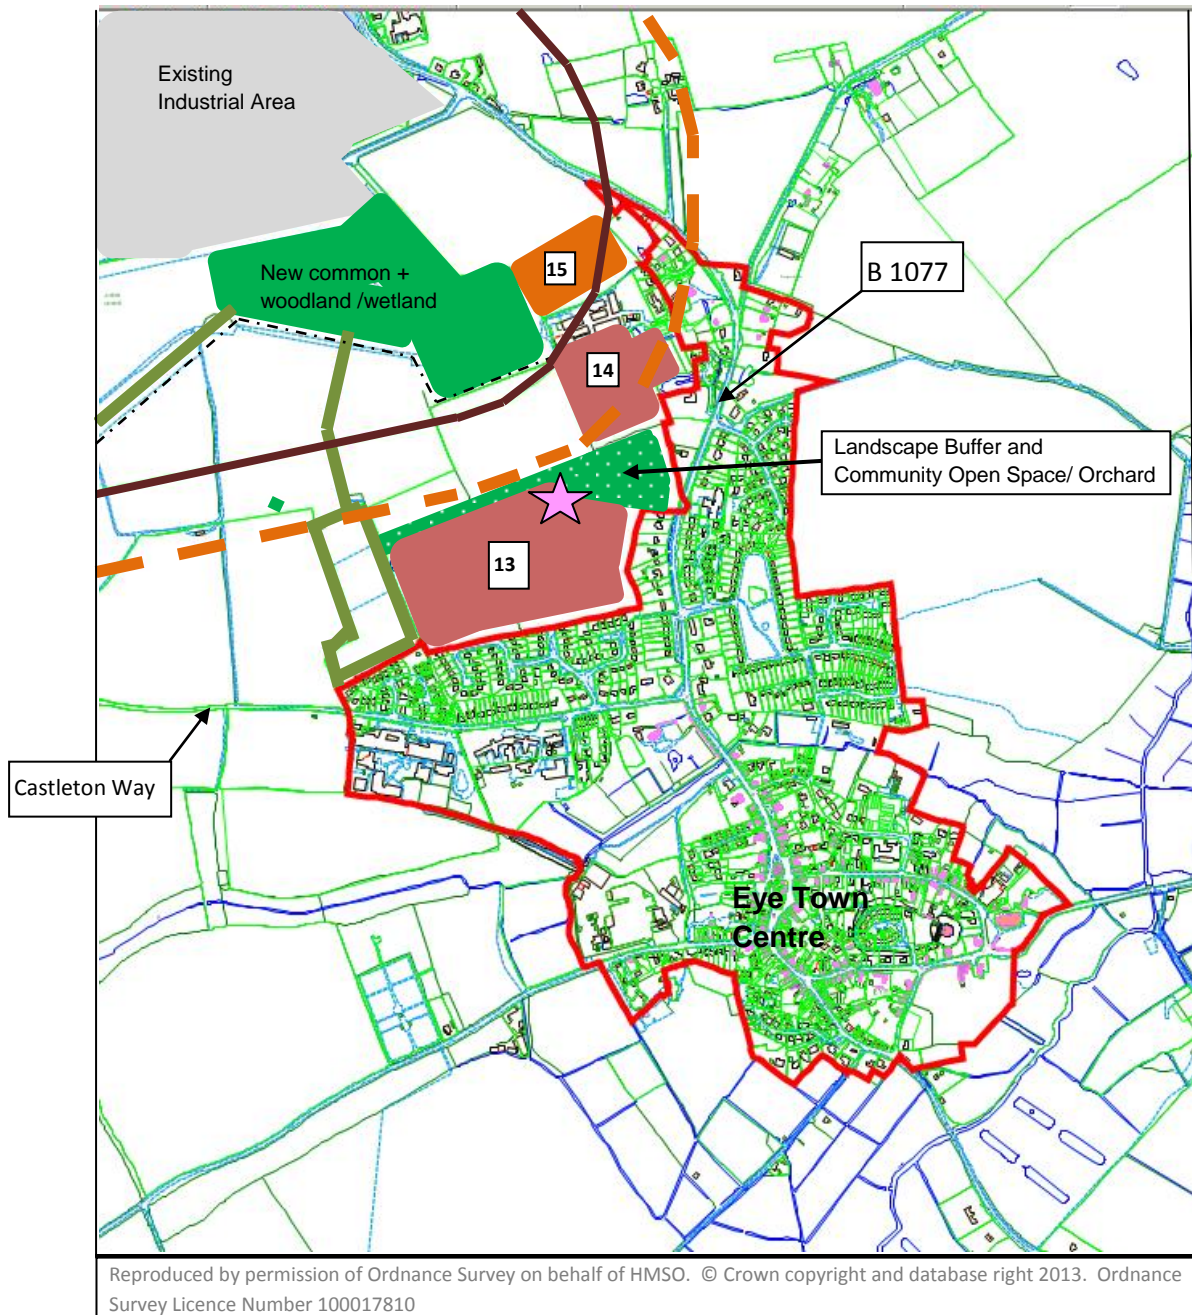 Existing
Industrial Area
New common +
woodland /wetland
15
B 1077
14
Landscape Buffer and
Community Open Space/ Orchard
13
Castleton Way
Eye Town
Centre
Reproduced by permission of Ordnance Survey on behalf of HMSO. © Crown copyright and database right 2013. Ordnance
Survey Licence Number 100017810